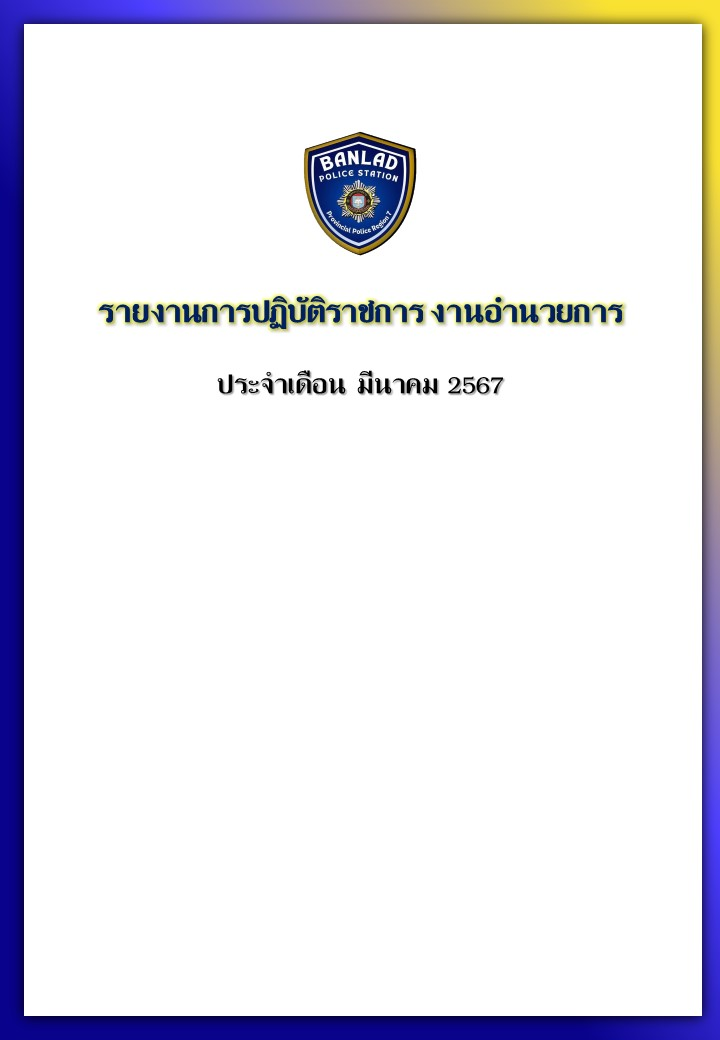 BANLAD
POLICE STATION
Provincial Police Region 7
รายงานการปฏิบัติราชการ งานอำนวยการ
ประจำเดือน มีนาคม 2567